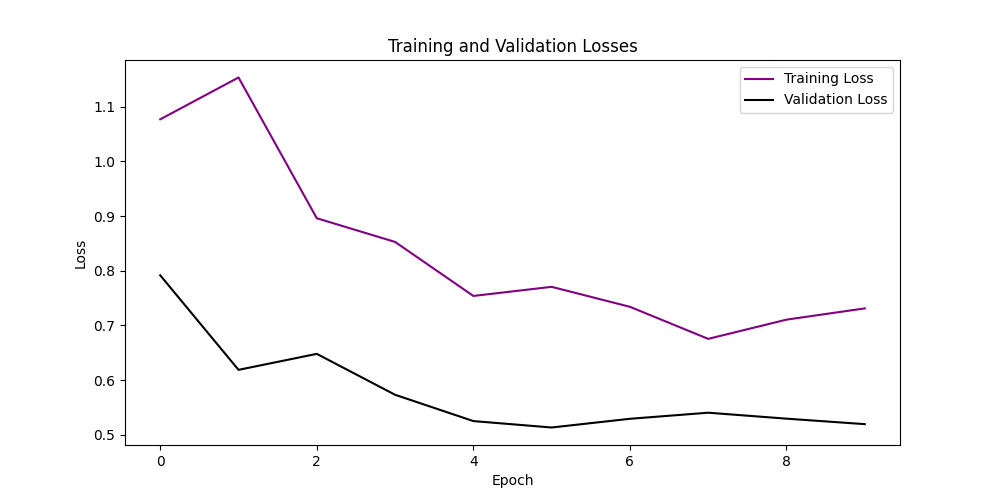 Training and Validation Losses
Training Loss
Validation Loss
1.1
1.0
0.9
0.8
0.7
0.6
0.5
Loss
0 2 4 6 8
Epoch